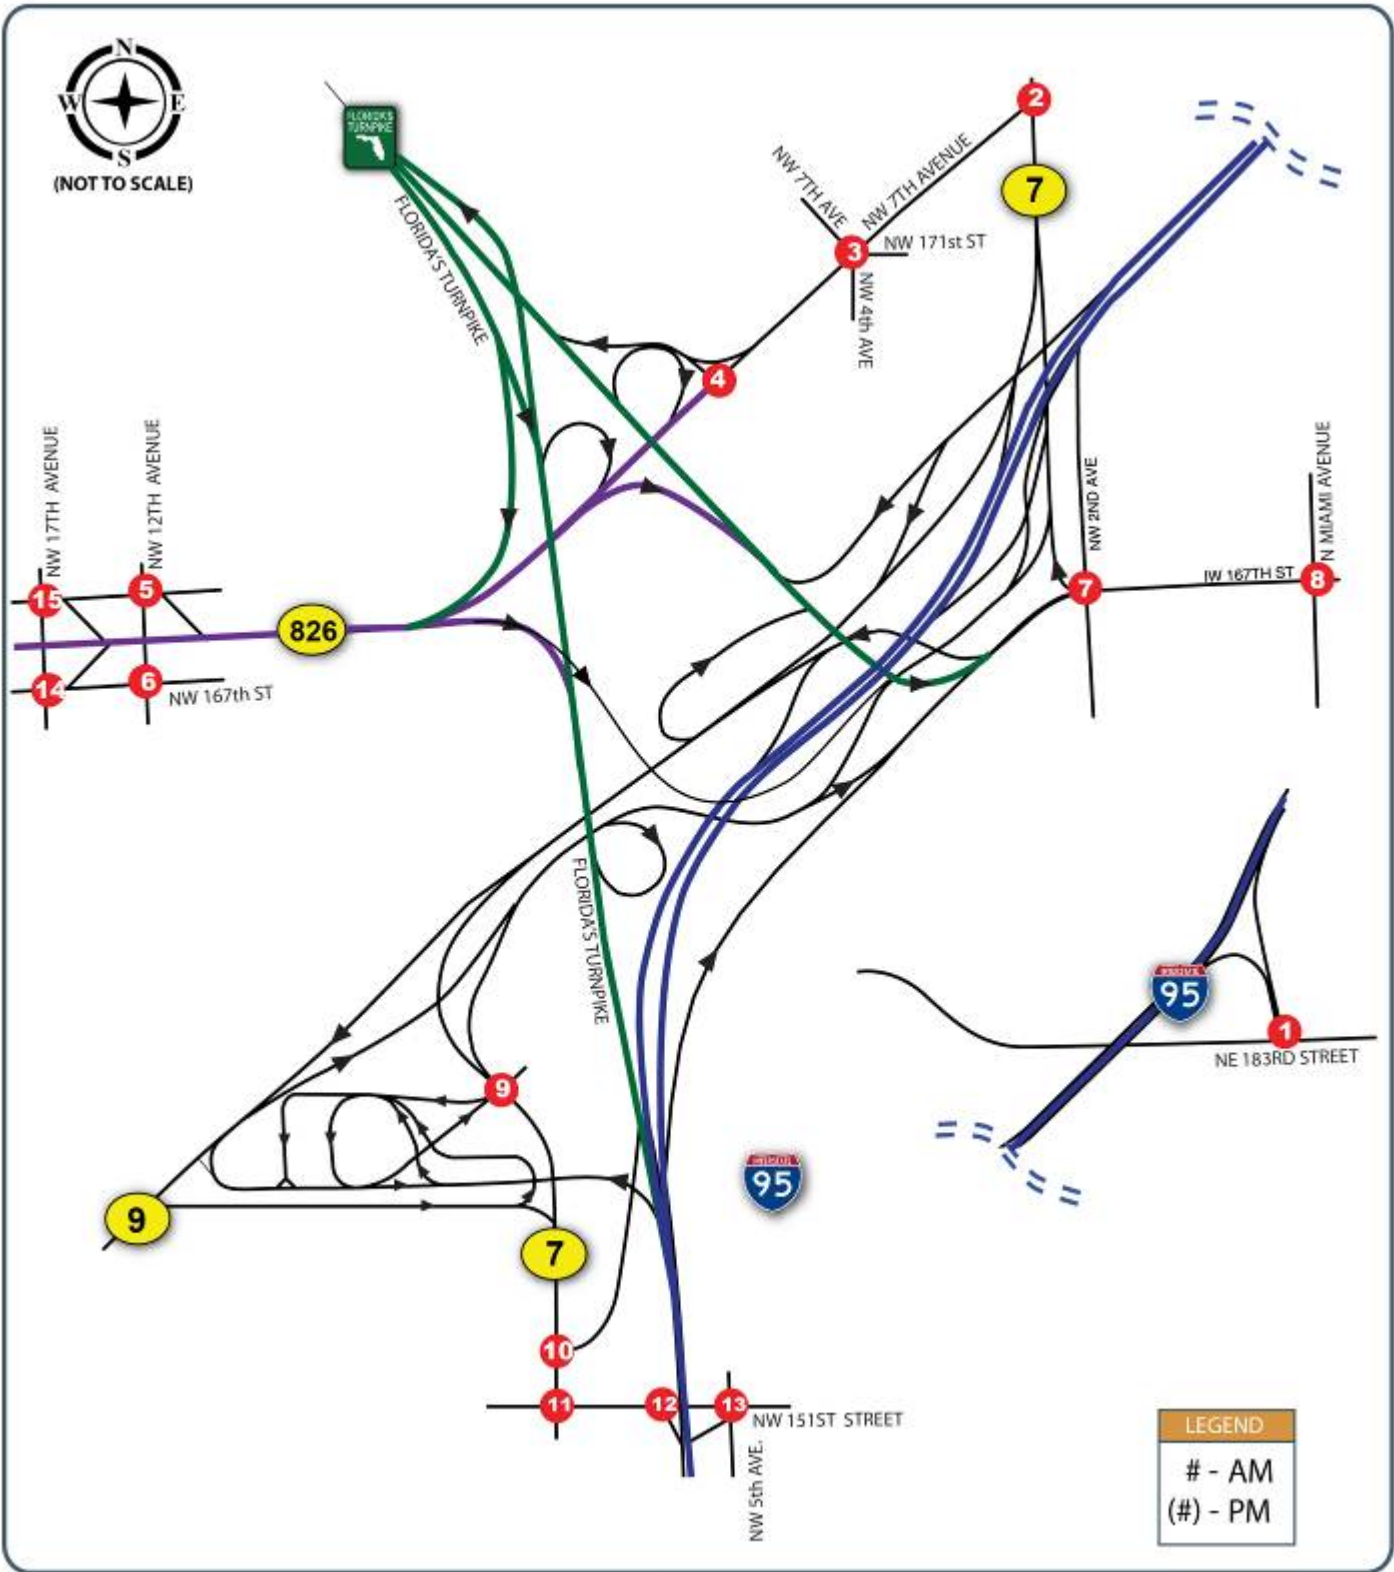 N
W E
S
(NOT TO SCALE)
FLORIDA'S
TURNPIKE
FLORIDA'S TURNPIKE
2
7
NW 7TH AVENUE
NW 7TH AVE
3
NW 171st ST
NW 4th AVE
4
NW 17TH AVENUE
NW 12TH AVENUE
15
5
826
14
6
NW 167th ST
NW 2ND AVE
7
IW 167TH ST
8
N MIAMI AVENUE
FLORIDA'S TURNPIKE
95
1
NE 183RD STREET
9
95
9
7
10
11
12
13
NW 151ST STREET
NW 5th AVE.
LEGEND
# - AM
(#) - PM